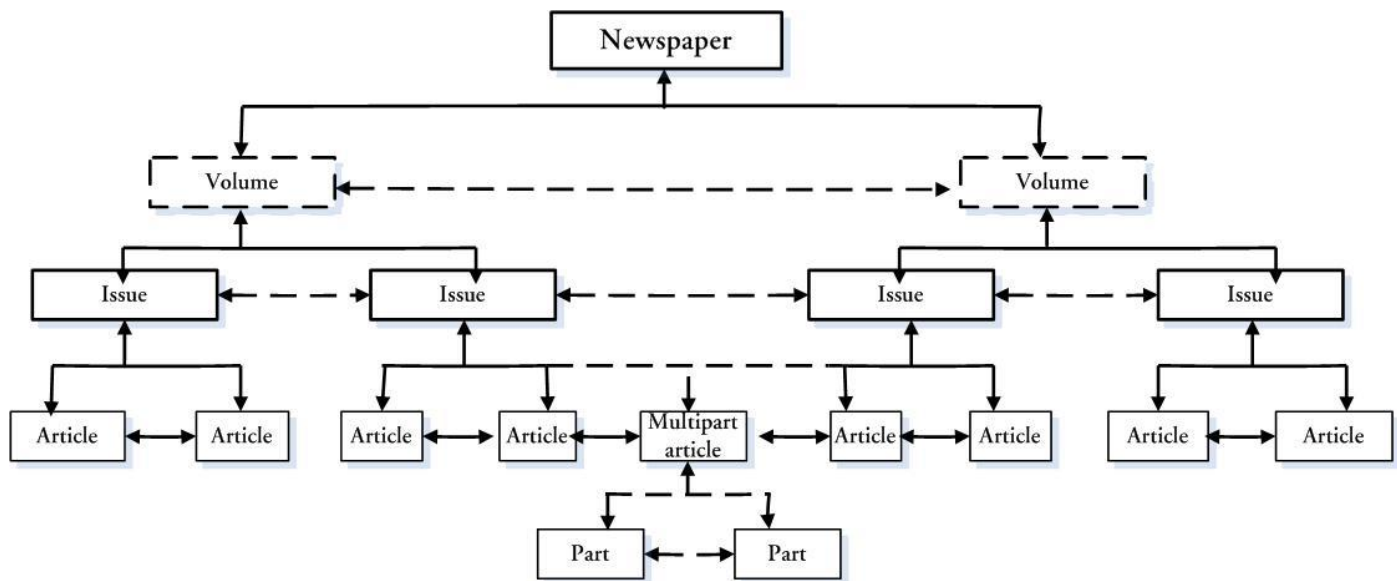 Newspaper
Volume
Volume
Issue
Issue
Issue
Issue
Article
Article
Article
Article
Multipart
article
Article
Article
Article
Article
Part
Part